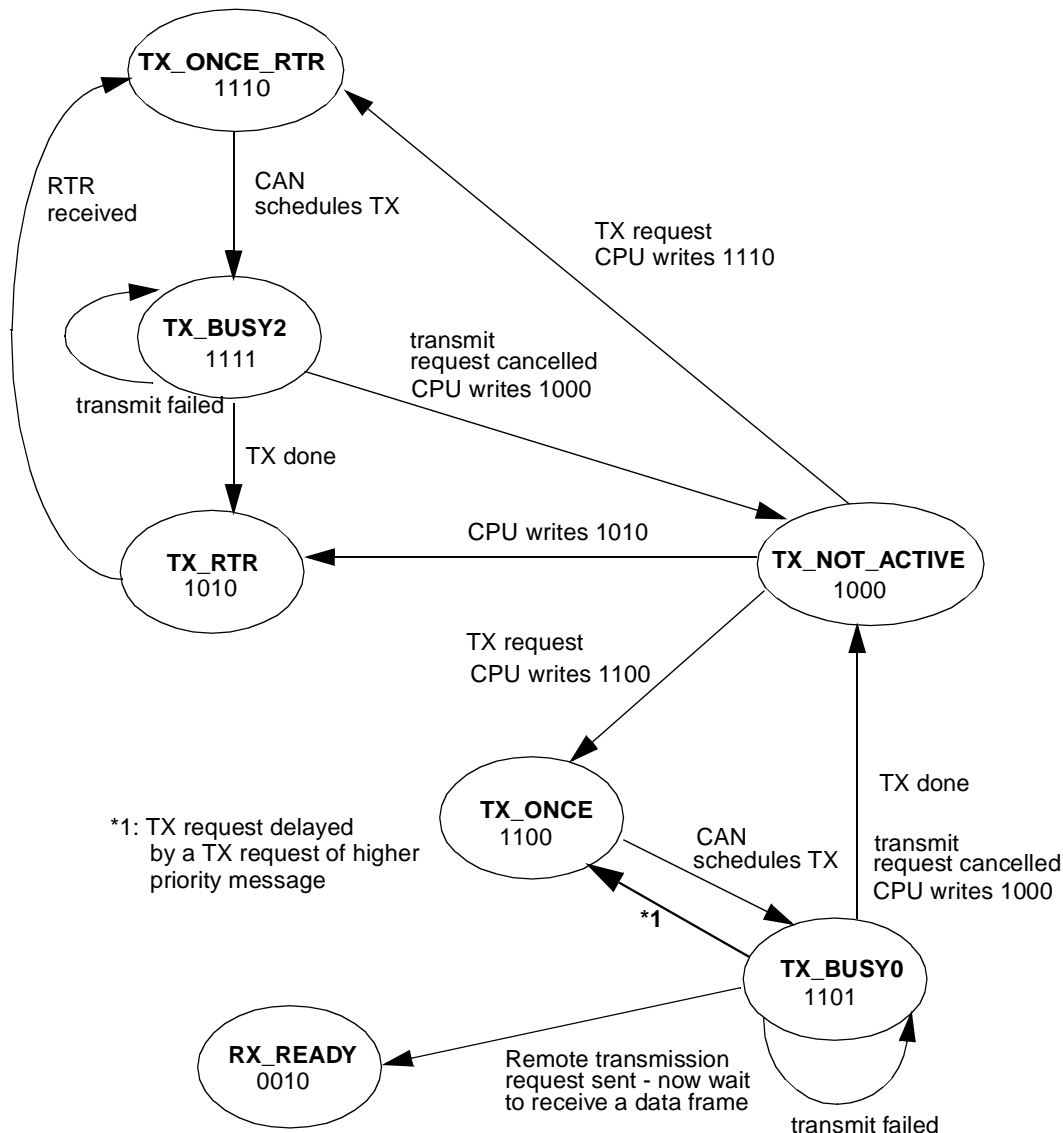 TX_ONCE_RTR
1110
RTR
received
CAN
schedules TX
TX request
CPU writes 1110
TX_BUSY2
1111
transmit
request cancelled
CPU writes 1000
transmit failed
TX done
CPU writes 1010
TX_RTR
1010
TX_NOT_ACTIVE
1000
TX request
CPU writes 1100
TX_ONCE
1100
TX done
*1: TX request delayed
by a TX request of higher
priority message
CAN
schedules TX
transmit
request cancelled
CPU writes 1000
*1
TX_BUSY0
1101
RX_READY
0010
Remote transmission
request sent - now wait
to receive a data frame
transmit failed